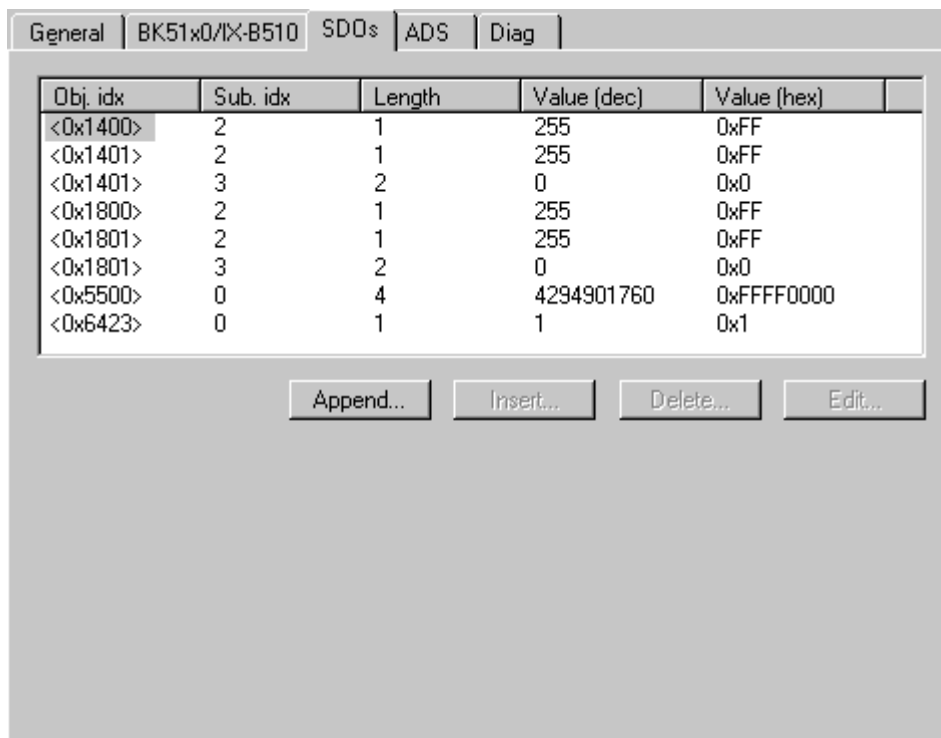 General BK51x0/IX-B510 SDOs ADS Diag
Obj. idx Sub. idx Length Value (dec) Value (hex)
<0x1400> 2 1 255 0xFF
<0x1401> 2 1 255 0xFF
<0x1401> 3 2 0 0x0
<0x1800> 2 1 255 0xFF
<0x1801> 2 1 255 0xFF
<0x1801> 3 2 0 0x0
<0x5500> 0 4 4294901760 0xFFFF0000
<0x6423> 0 1 1 0x1
Append... Insert... Delete... Edit...